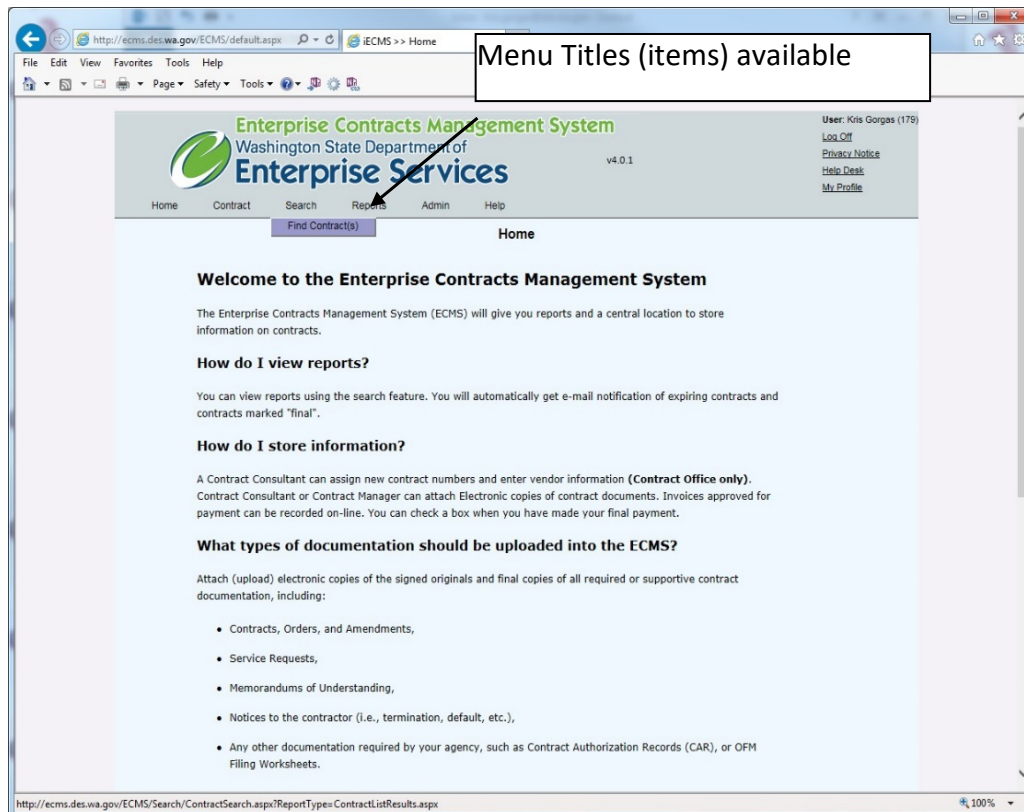 http://ecms.des.wa.gov/ECMS/default.aspx
iECMS >> Home
Menu Titles (items) available
File Edit View Favorites Tools Help
Page Safety Tools
Enterprise Contracts Management System
Washington State Department of
Enterprise Services
v4.0.1
User: Kris Gorgas (179)
Log Off
Privacy Notice
Help Desk
My Profile
Home Contract Search Reports Admin Help
Find Contract(s)
Home
Welcome to the Enterprise Contracts Management System
The Enterprise Contracts Management System (ECMS) will give you reports and a central location to store
information on contracts.
How do I view reports?
You can view reports using the search feature. You will automatically get e-mail notification of expiring contracts and
contracts marked "final".
How do I store information?
A Contract Consultant can assign new contract numbers and enter vendor information (Contract Office only).
Contract Consultant or Contract Manager can attach Electronic copies of contract documents. Invoices approved for
payment can be recorded on-line. You can check a box when you have made your final payment.
What types of documentation should be uploaded into the ECMS?
Attach (upload) electronic copies of the signed originals and final copies of all required or supportive contract
documentation, including:
• Contracts, Orders, and Amendments,
• Service Requests,
• Memorandums of Understanding,
• Notices to the contractor (i.e., termination, default, etc.),
• Any other documentation required by your agency, such as Contract Authorization Records (CAR), or OFM
Filing Worksheets.
http://ecms.des.wa.gov/ECMS/Search/ContractSearch.aspx?ReportType=ContractListResults.aspx
100%